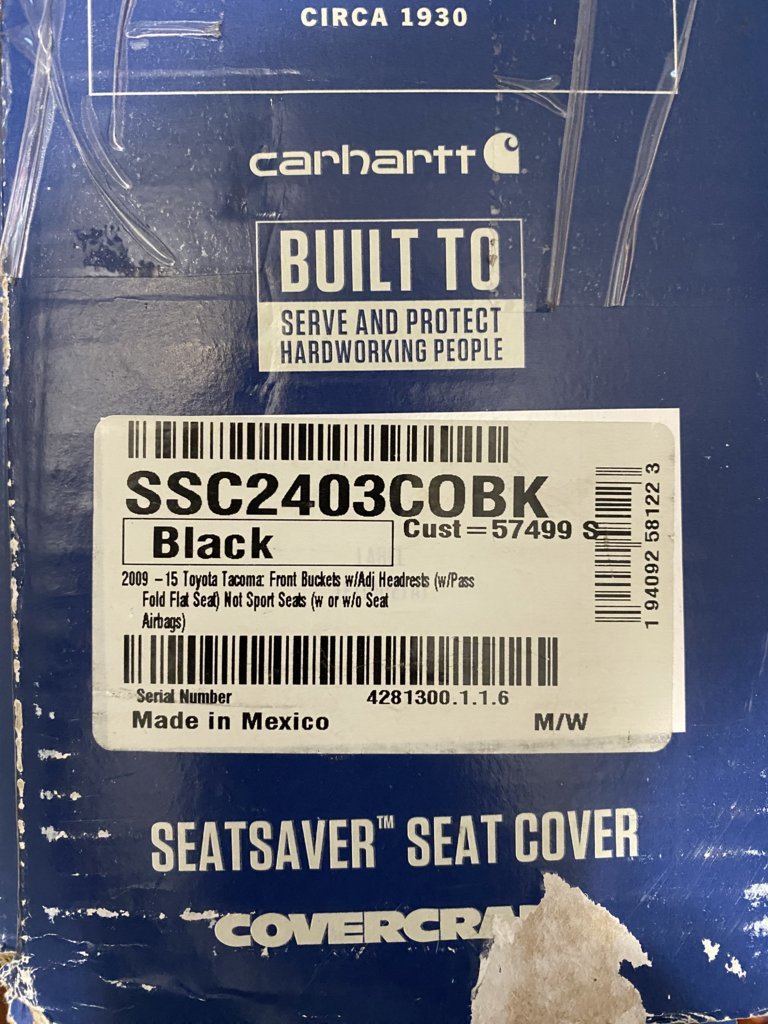 CIRCA 1930
carhartt
BUILT TO
SERVE AND PROTECT
HARDWORKING PEOPLE
SSC2403COBK
Black
Cust=57499 S
2009 -15 Toyota Tacoma: Front Buckets w/Adj Headrests (w/Pass
Fold Flat Seat) Not Sport Seats (w or w/o Seat
Airbags)
1 94092 58122 3
Serial Number 4281300.1.1.6
Made in Mexico M/W
SEATSAVER™ SEAT COVER
COVERCRA